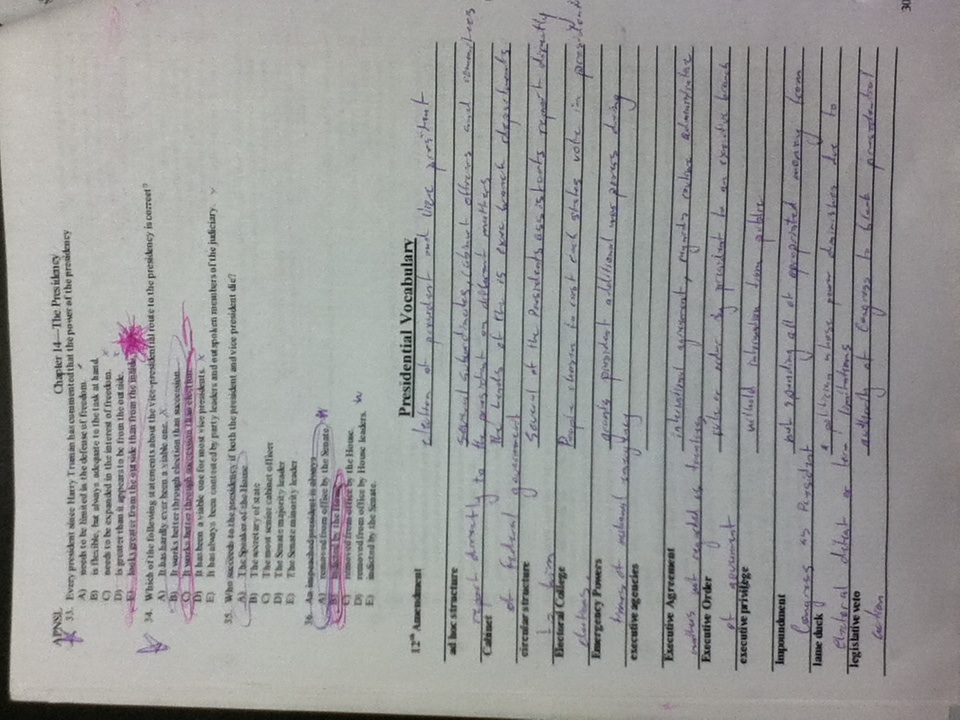 APNSL
Chapter 14—The Presidency
33. Every president since Harry Truman has commented that the power of the presidency
A) needs to be limited in the defense of freedom.
B) is flexible, but always adequate to the task at hand.
C) needs to be expanded in the interest of freedom.
D) is greater than it appears to be from the outside.
E) looks greater from the outside than from the inside.
34. Which of the following statements about the vice-presidential route to the presidency is correct?
A) It has hardly ever been a viable one.
B) It works better through election than succession.
C) It works better through succession than election.
D) It has been a viable one for most vice presidents.
E) It has always been contested by party leaders and outspoken members of the judiciary.
35. Who succeeds to the presidency if both the president and vice president die?
A) The Speaker of the House
B) The secretary of state
C) The most senior cabinet officer
D) The Senate majority leader
E) The Senate minority leader
36. An impeached president is always
A) removed from office by the Senate.
B) indicted by the House.
C) removed from office by the House.
D) removed from office by House leaders.
E) indicted by the Senate.
Presidential Vocabulary
12th Amendment election of president and Vice president
ad hoc structure several subordinates, cabinet officers and committees
report directly to the president on different matters
Cabinet The heads of the 15 exec branch departments
of federal government
circular structure Several of the Presidents assistants report directly
to him
Electoral College People chosen to cast each states vote in president
elections.
Emergency Powers grants president additional war powers during
times of national emergency
executive agencies
Executive Agreement international agreement, regards routine administrative
matters not regarded as treaties
Executive Order rule or order by president to an executive branch
of government
executive privilege withold information from public
Impoundment not spending all of apropriated money from
Congress as President
lame duck a politician whose power diminishes due to
electoral defeat or term limitations
legislative veto authority of Congress to block presidential
action
30